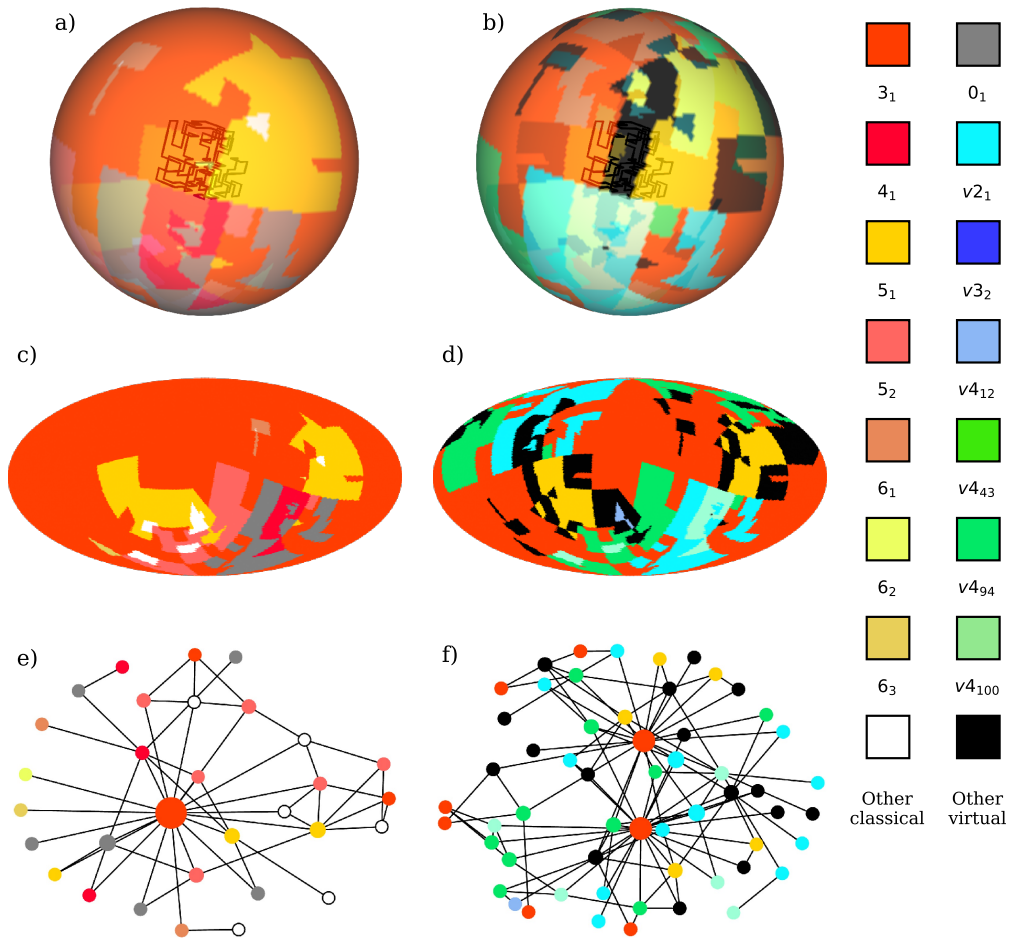 a)
b)
3₁
0₁
4₁
v2₁
5₁
v3₂
c)
d)
5₂
v4₁₂
6₁
v4₄₃
6₂
v4₉₄
e)
f)
6₃
v4₁₀₀
Other classical
Other virtual